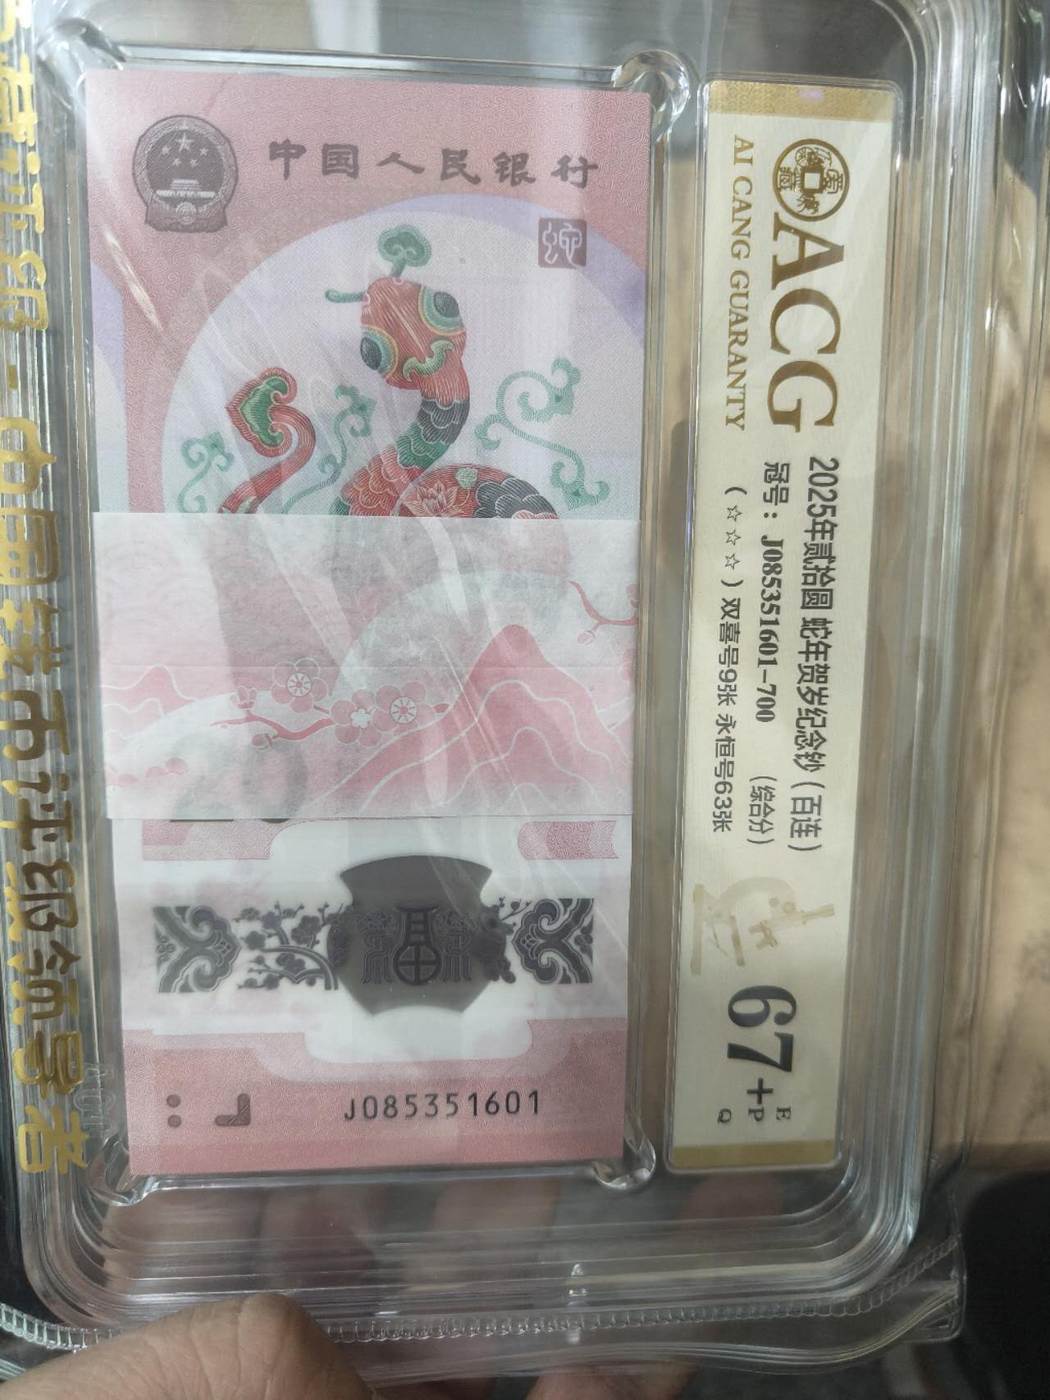 中国人民银行
J085351601
ACG
AI CANG GUARANTY
2025年贰拾圆 蛇年贺岁纪念钞（百连）
冠号：J085351601-700 （综合分）
（☆☆☆）双喜号9张 永恒号63张
67+
E
P
Q